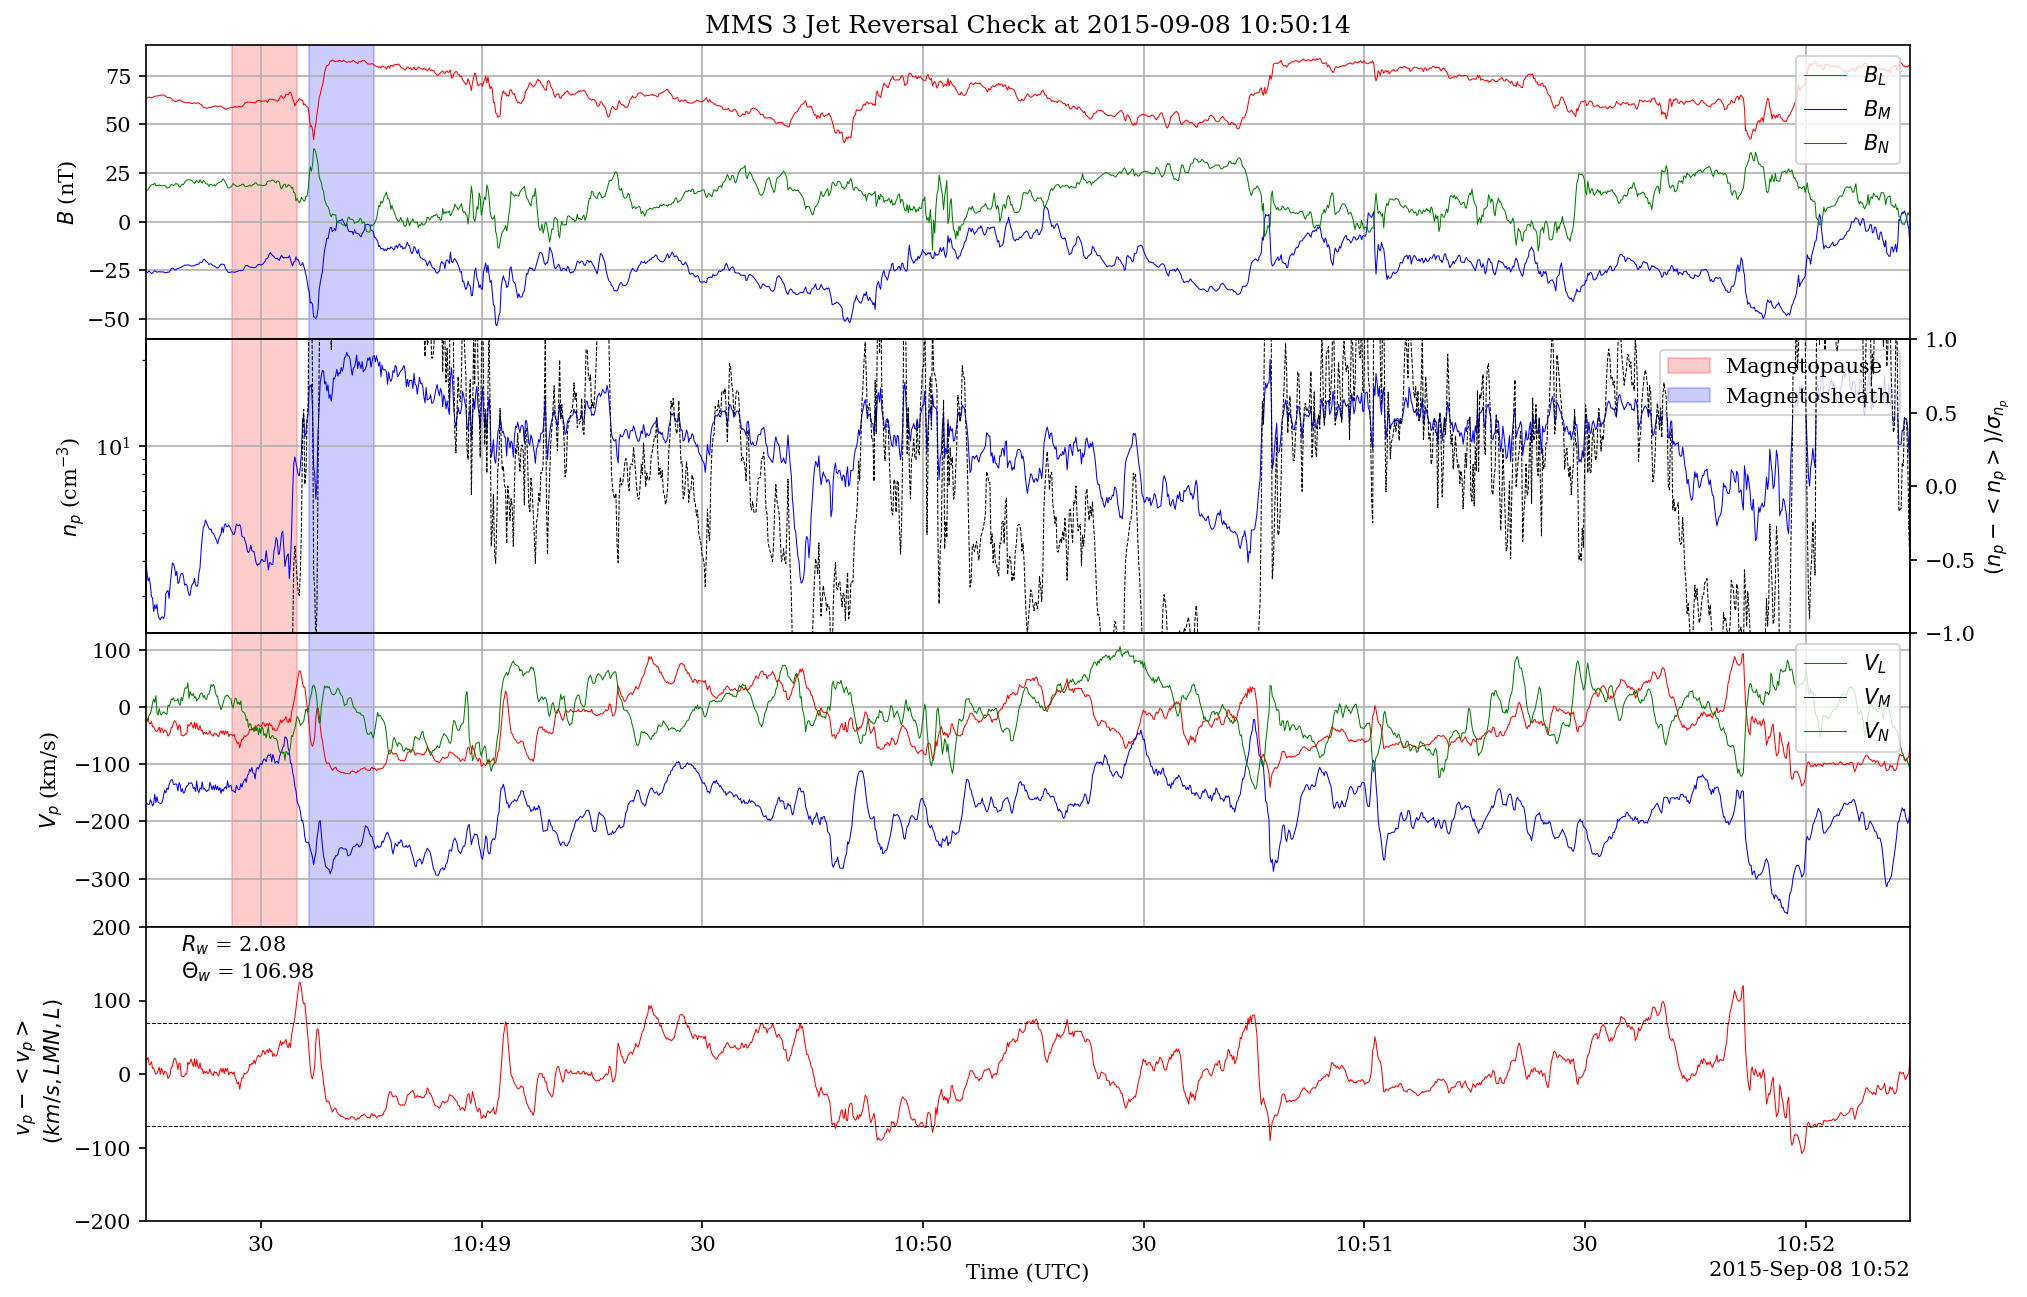 MMS 3 Jet Reversal Check at 2015-09-08 10:50:14
75
50
25
0
−25
−50
B (nT)
B_L
B_M
B_N
10^1
n_p (cm^{−3})
Magnetopause
Magnetosheath
1.0
0.5
0.0
−0.5
−1.0
(n_p − < n_p >)/σ_{n_p}
100
0
−100
−200
−300
V_p (km/s)
V_L
V_M
V_N
200
100
0
−100
−200
v_p − < v_p >
(km/s, LMN, L)
R_w = 2.08
Θ_w = 106.98
30 10:49 30 10:50 30 10:51 30 10:52
Time (UTC)
2015-Sep-08 10:52